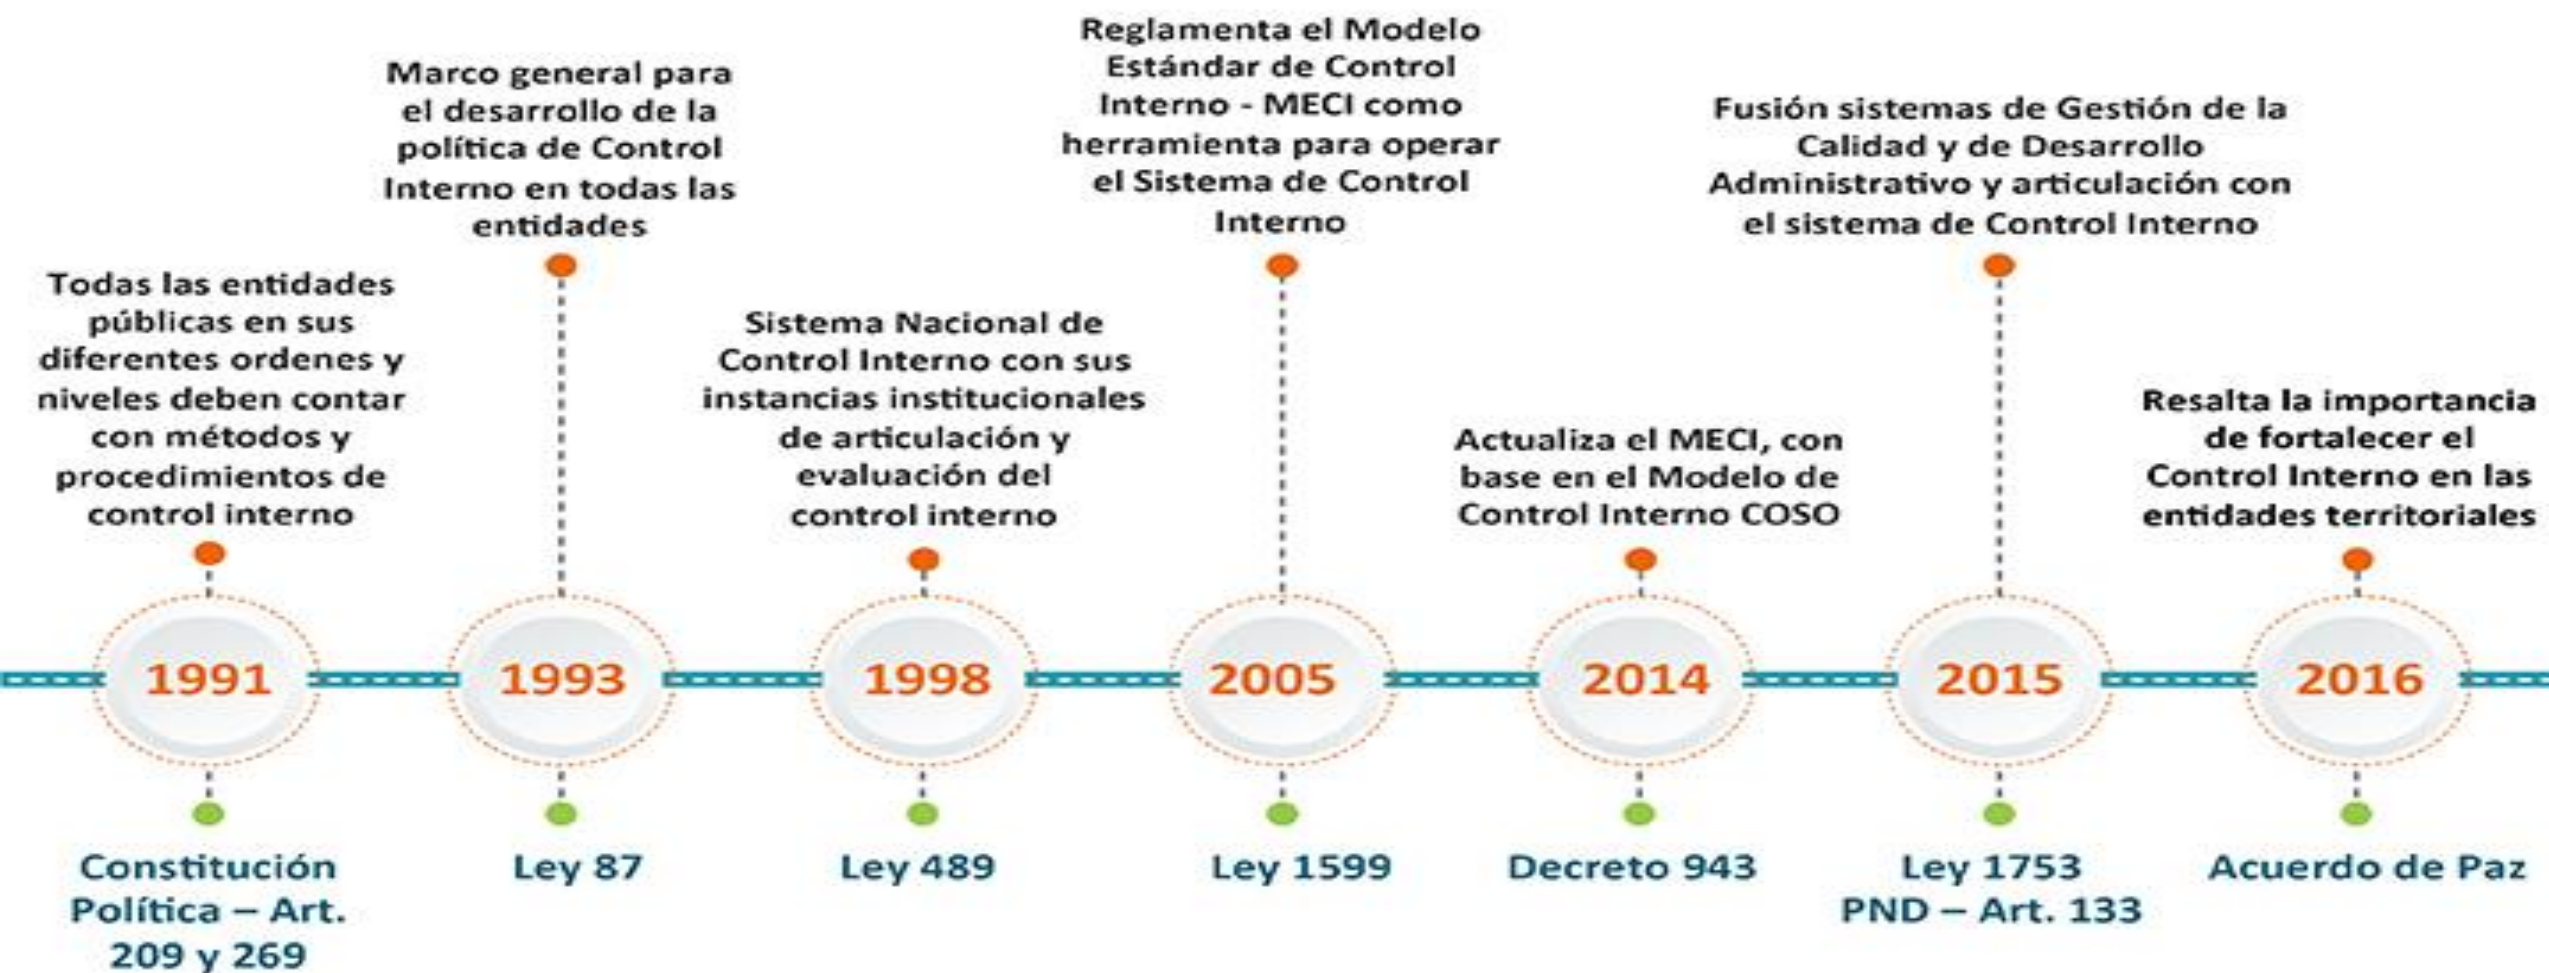 Todas las entidades
públicas en sus
diferentes ordenes y
niveles deben contar
con métodos y
procedimientos de
control interno
1991
Constitución
Política – Art.
209 y 269
Marco general para
el desarrollo de la
política de Control
Interno en todas las
entidades
1993
Ley 87
Sistema Nacional de
Control Interno con sus
instancias institucionales
de articulación y
evaluación del
control interno
1998
Ley 489
Reglamenta el Modelo
Estándar de Control
Interno - MECI como
herramienta para operar
el Sistema de Control
Interno
2005
Ley 1599
Actualiza el MECI, con
base en el Modelo de
Control Interno COSO
2014
Decreto 943
Fusión sistemas de Gestión de la
Calidad y de Desarrollo
Administrativo y articulación con
el sistema de Control Interno
2015
Ley 1753
PND – Art. 133
Resalta la importancia
de fortalecer el
Control Interno en las
entidades territoriales
2016
Acuerdo de Paz